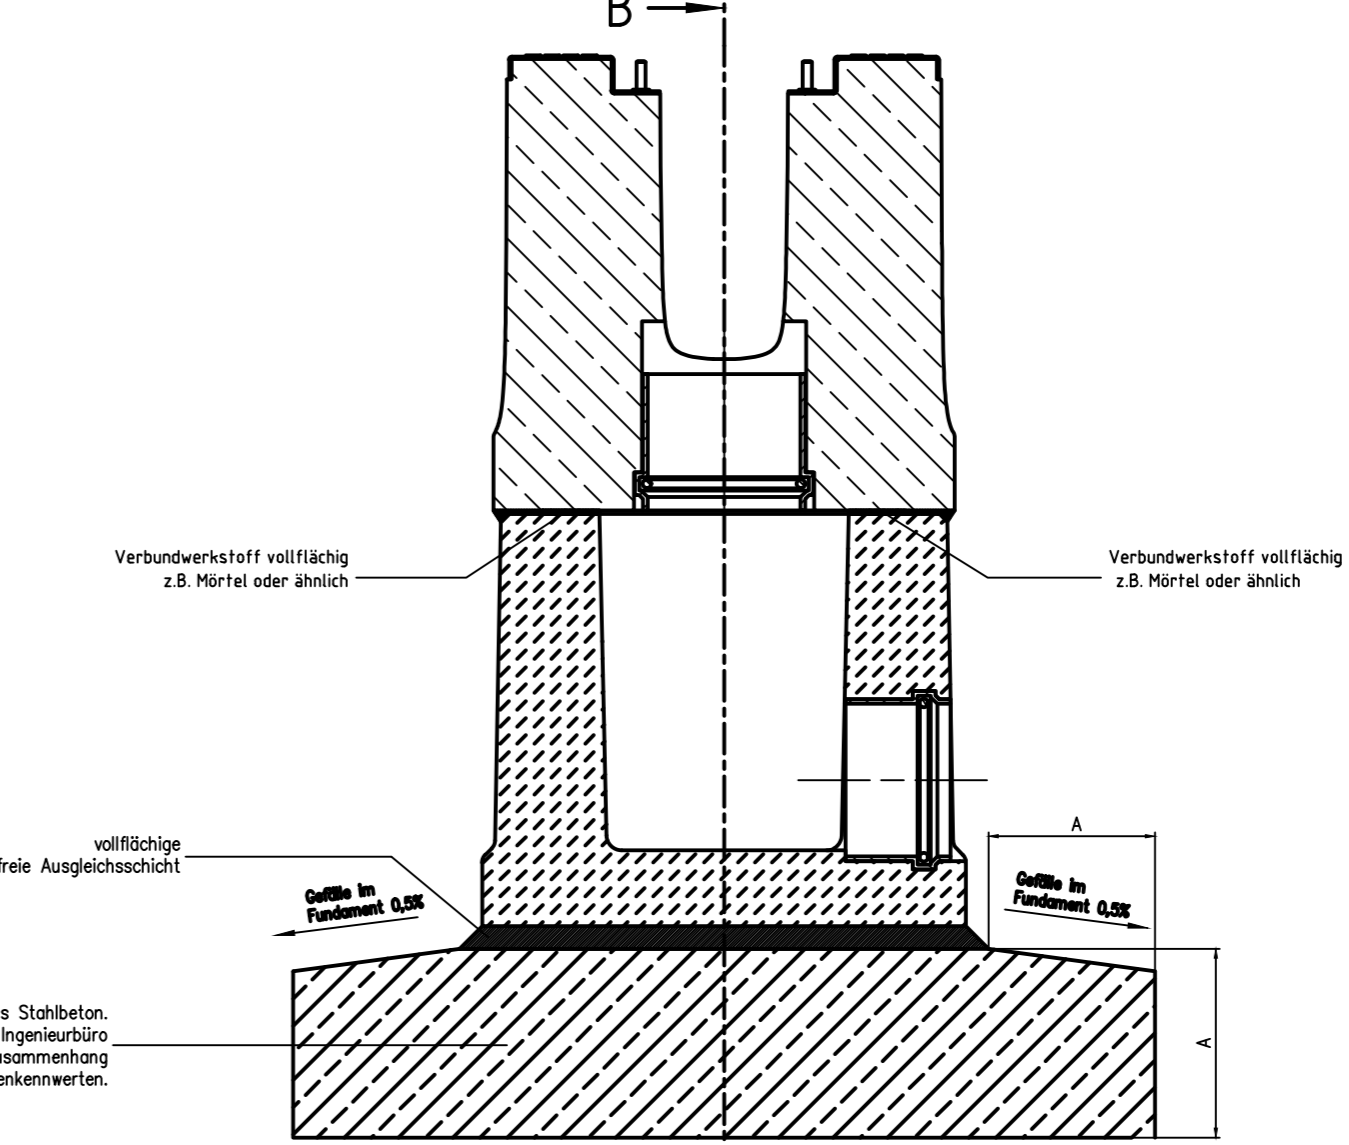 B
Verbundwerkstoff vollflächig
z.B. Mörtel oder ähnlich
Verbundwerkstoff vollflächig
z.B. Mörtel oder ähnlich
vollflächige
freie Ausgleichsschicht
Gefälle im
Fundament 0,5%
A
Gefälle im
Fundament 0,5%
A
s Stahlbeton.
Ingenieurbüro
usammenhang
enkennwerten.